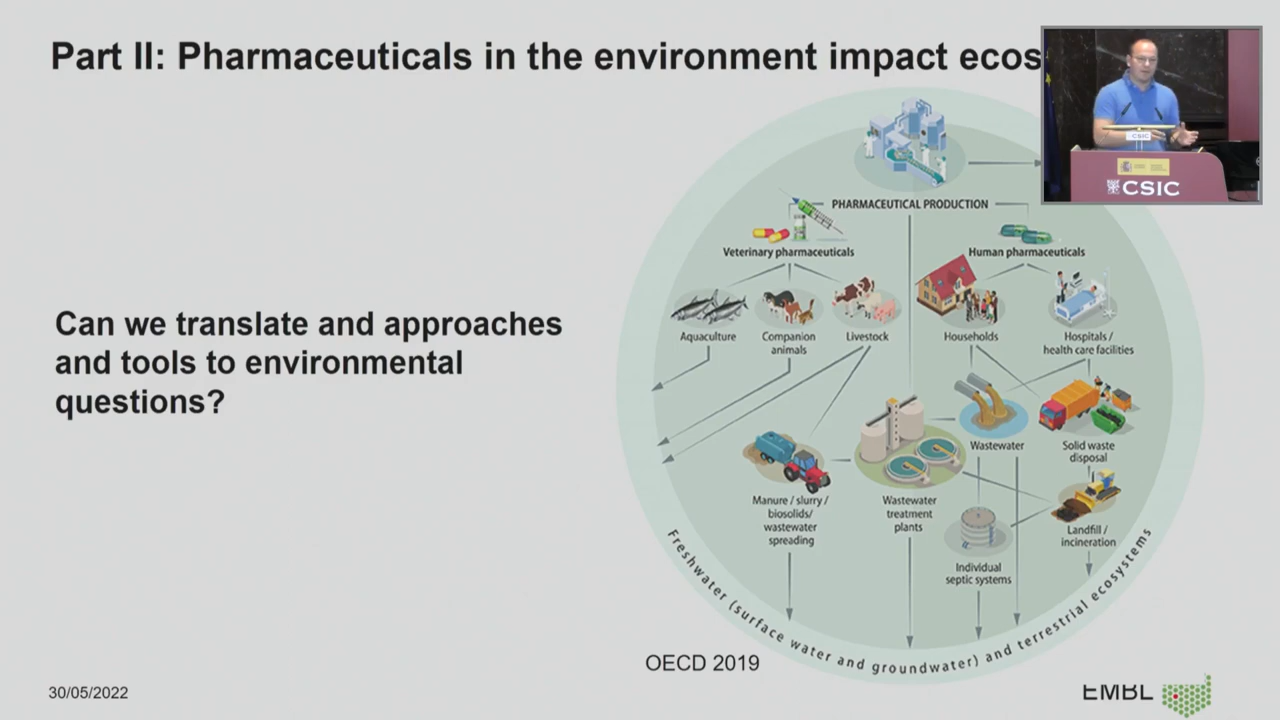 Part II: Pharmaceuticals in the environment impact ecos
CSIC
CSIC
PHARMACEUTICAL PRODUCTION
Veterinary pharmaceuticals
Human pharmaceuticals
Aquaculture
Companion
animals
Livestock
Households
Hospitals /
health care facilities
Can we translate and approaches
and tools to environmental
questions?
Wastewater
Solid waste
disposal
Manure / slurry /
biosolids/
wastewater
spreading
Wastewater
treatment
plants
Landfill /
incineration
Individual
septic systems
Freshwater (surface water and groundwater) and terrestrial ecosystems
OECD 2019
30/05/2022
EMBL